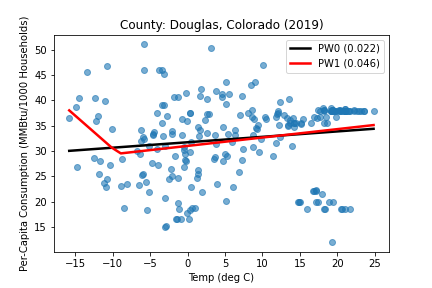 County: Douglas, Colorado (2019)
PW0 (0.022)
PW1 (0.046)
Per-Capita Consumption (MMBtu/1000 Households)
50
45
40
35
30
25
20
15
−15 −10 −5 0 5 10 15 20 25
Temp (deg C)